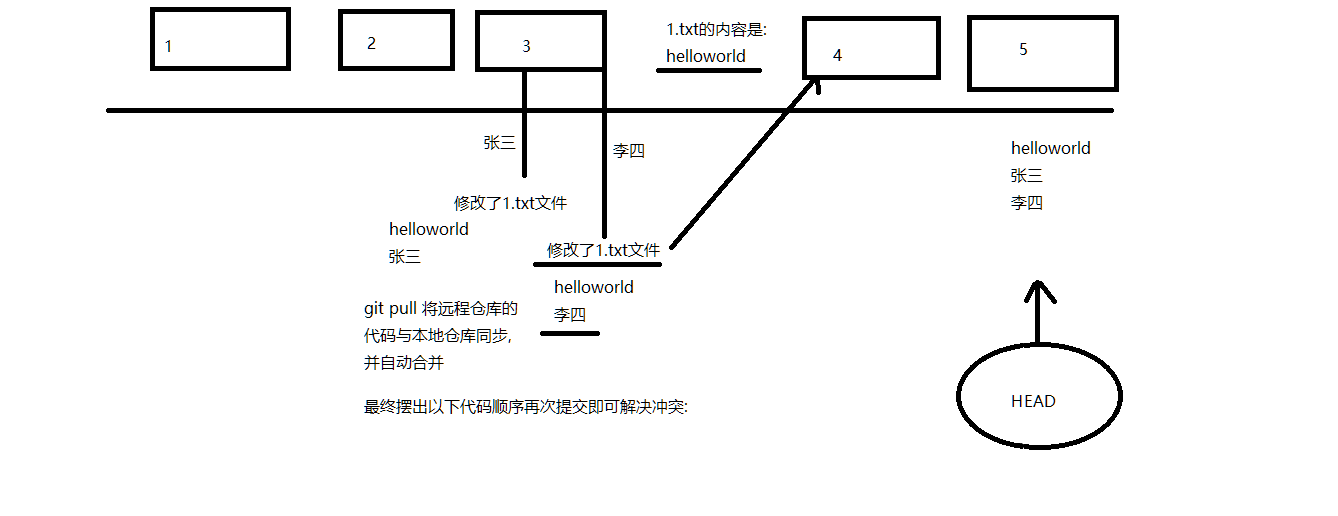 1
2
3
1.txt的内容是:
helloworld
4
5
张三
李四
修改了1.txt文件
helloworld
张三
修改了1.txt文件
helloworld
李四
git pull 将远程仓库的
代码与本地仓库同步,
并自动合并
最终摆出以下代码顺序再次提交即可解决冲突:
helloworld
张三
李四
HEAD